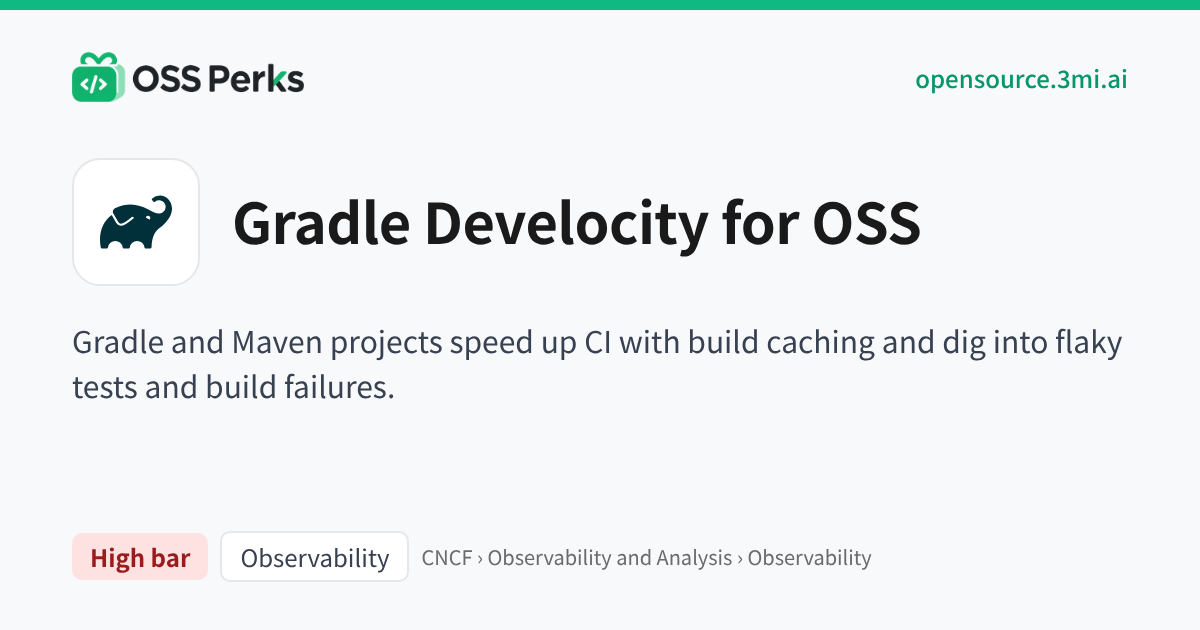 </> OSS Perks
opensource.3mi.ai
Gradle Develocity for OSS
Gradle and Maven projects speed up CI with build caching and dig into flaky
tests and build failures.
High bar
Observability
CNCF › Observability and Analysis › Observability